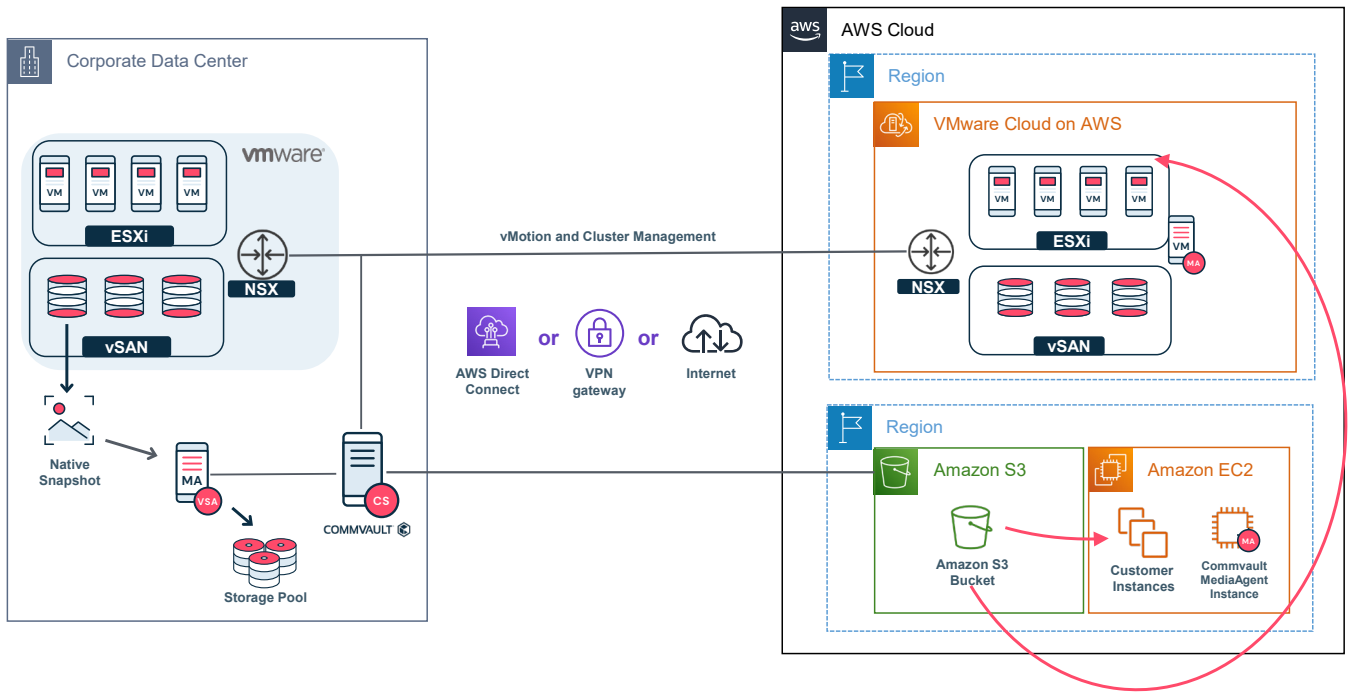 aws
AWS Cloud
Corporate Data Center
Region
VMware Cloud on AWS
vmware®
VM
VM
VM
VM
ESXi
NSX
vSAN
vMotion and Cluster Management
VM
VM
VM
VM
ESXi
VM
MA
NSX
vSAN
or
or
AWS Direct
Connect
VPN
gateway
Internet
Native
Snapshot
MA
VSA
CS
COMMVAULT
Storage Pool
Region
Amazon S3
Amazon S3
Bucket
Amazon EC2
Customer
Instances
MA
Commvault
MediaAgent
Instance